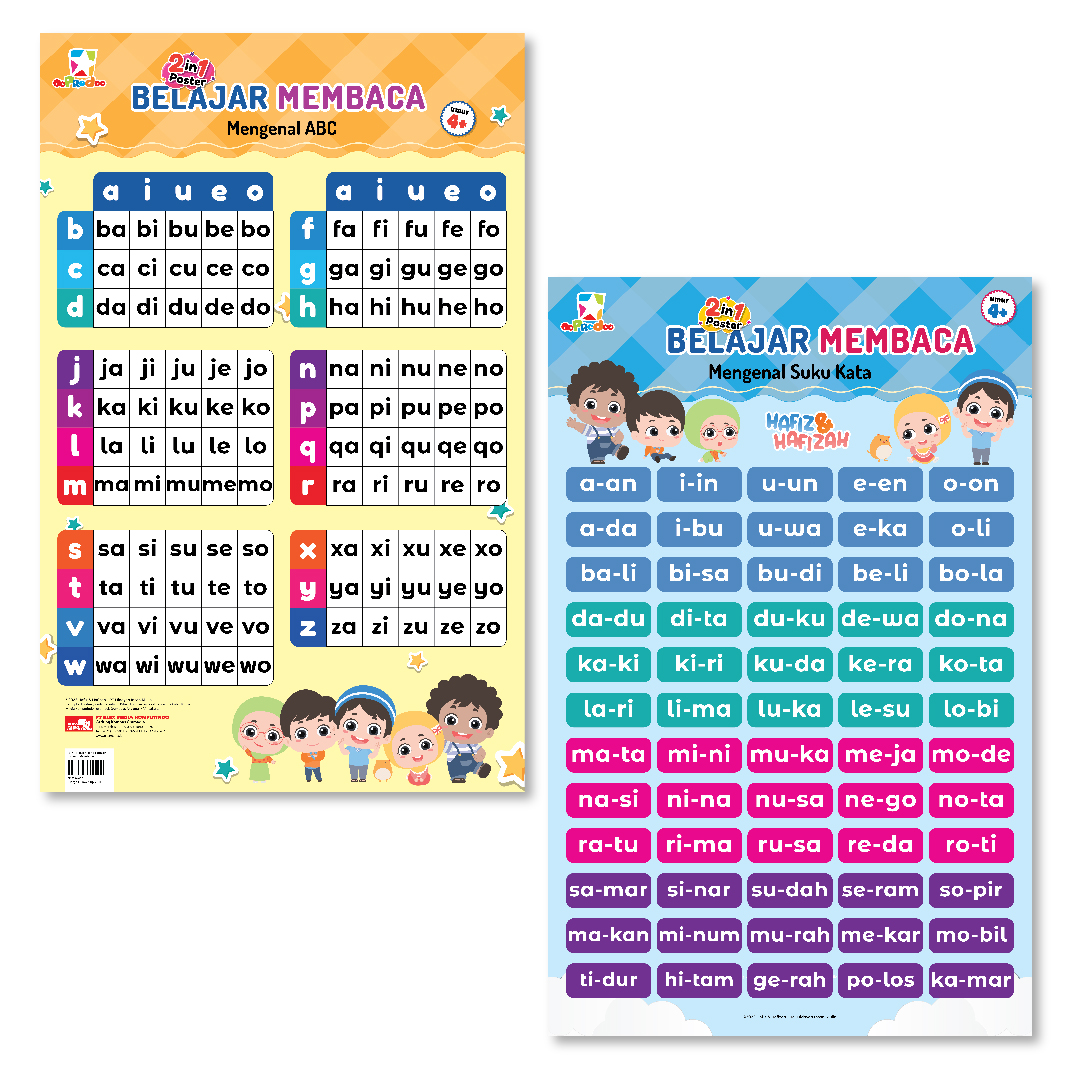 GoPRedoo
2in1
Poster
BELAJAR MEMBACA
Mengenal ABC
Umur
4+
a i u e o
b ba bi bu be bo
c ca ci cu ce co
d da di du de do
a i u e o
f fa fi fu fe fo
g ga gi gu ge go
h ha hi hu he ho
j ja ji ju je jo
k ka ki ku ke ko
l la li lu le lo
m ma mi mu me mo
n na ni nu ne no
p pa pi pu pe po
q qa qi qu qe qo
r ra ri ru re ro
s sa si su se so
t ta ti tu te to
v va vi vu ve vo
w wa wi wu we wo
x xa xi xu xe xo
y ya yi yu ye yo
z za zi zu ze zo
PT ELEX MEDIA KOMPUTINDO
GoPRedoo
2in1
Poster
BELAJAR MEMBACA
Mengenal Suku Kata
Umur
4+
HAFIZ & HAFIZAH
a-an i-in u-un e-en o-on
a-da i-bu u-wa e-ka o-li
ba-li bi-sa bu-di be-li bo-la
da-du di-ta du-ku de-wa do-na
ka-ki ki-ri ku-da ke-ra ko-ta
la-ri li-ma lu-ka le-su lo-bi
ma-ta mi-ni mu-ka me-ja mo-de
na-si ni-na nu-sa ne-go no-ta
ra-tu ri-ma ru-sa re-da ro-ti
sa-mar si-nar su-dah se-ram so-pir
ma-kan mi-num mu-rah me-kar mo-bil
ti-dur hi-tam ge-rah po-los ka-mar